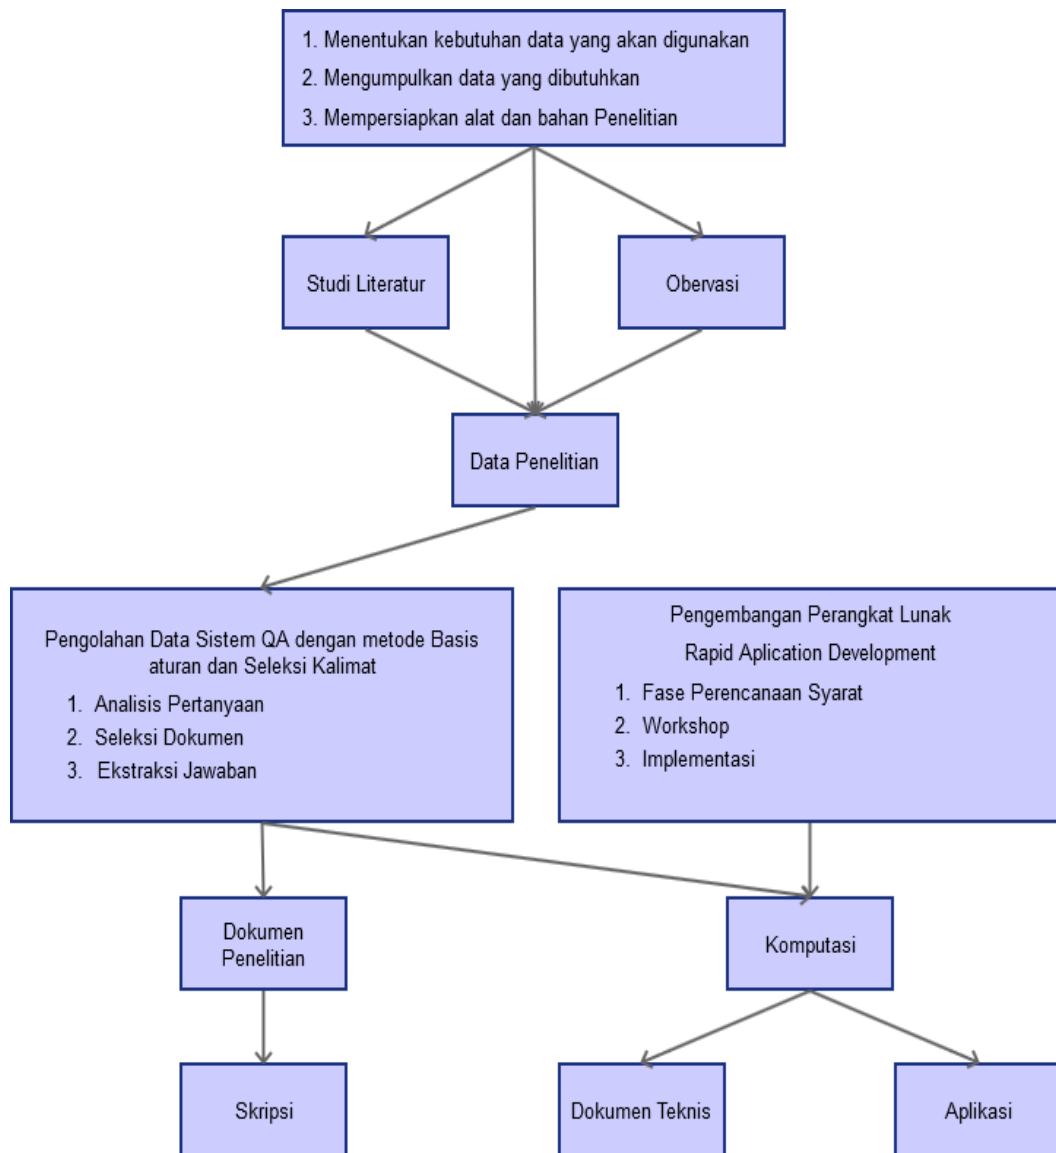 1. Menentukan kebutuhan data yang akan digunakan
2. Mengumpulkan data yang dibutuhkan
3. Mempersiapkan alat dan bahan Penelitian
Studi Literatur
Obervasi
Data Penelitian
Pengolahan Data Sistem QA dengan metode Basis
aturan dan Seleksi Kalimat
1. Analisis Pertanyaan
2. Seleksi Dokumen
3. Ekstraksi Jawaban
Pengembangan Perangkat Lunak
Rapid Aplication Development
1. Fase Perencanaan Syarat
2. Workshop
3. Implementasi
Dokumen
Penelitian
Komputasi
Skripsi
Dokumen Teknis
Aplikasi